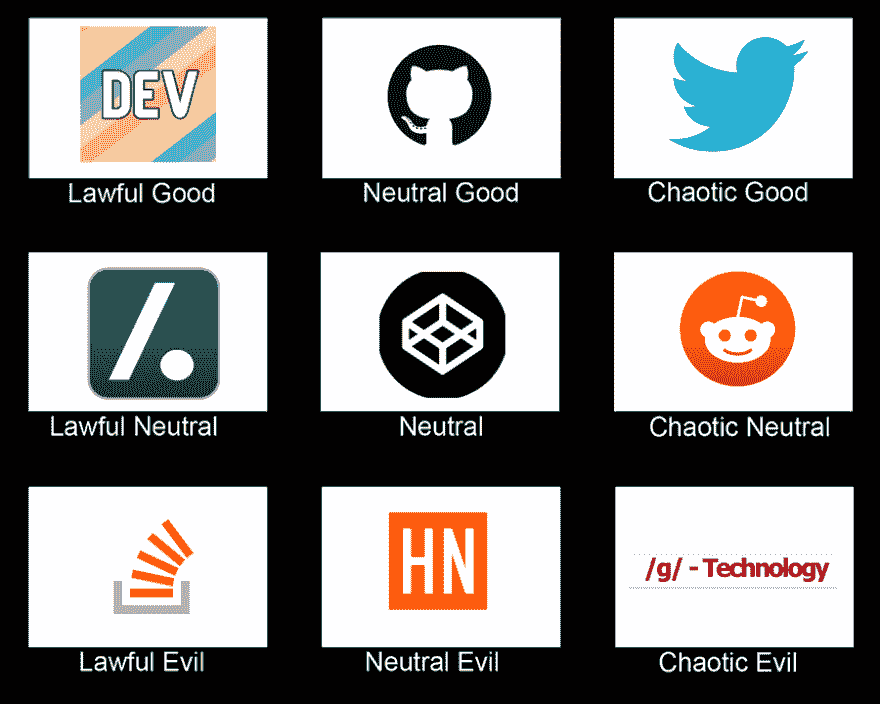 DEV
Lawful Good
Neutral Good
Chaotic Good
Lawful Neutral
Neutral
Chaotic Neutral
HN
/g/ - Technology
Lawful Evil
Neutral Evil
Chaotic Evil